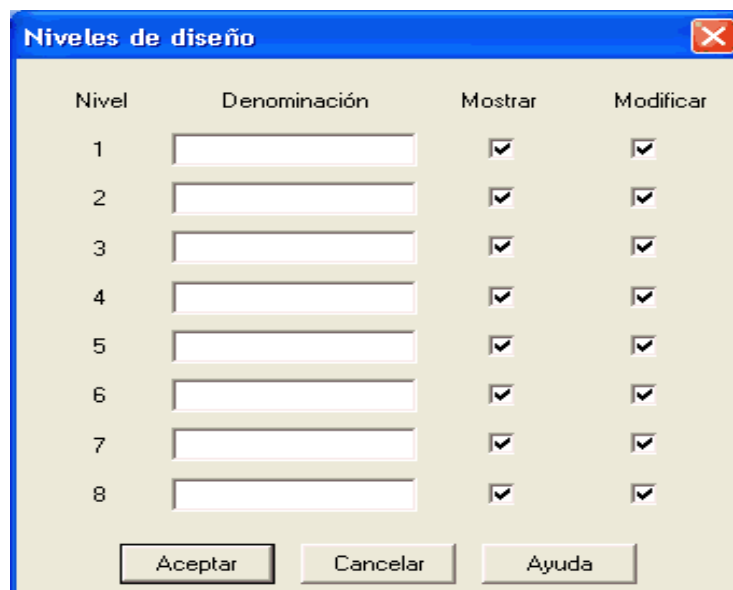 Niveles de diseño
Nivel Denominación Mostrar Modificar
1
2
3
4
5
6
7
8
Aceptar Cancelar Ayuda